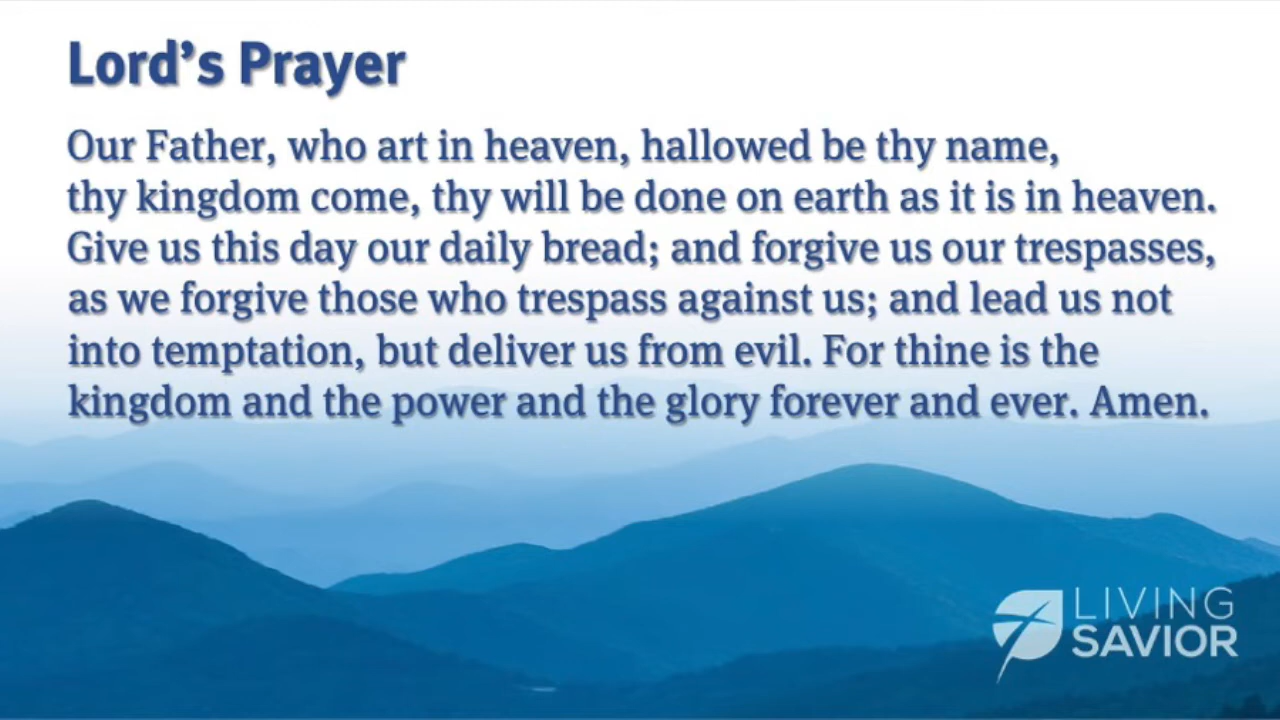 Lord’s Prayer
Our Father, who art in heaven, hallowed be thy name,
thy kingdom come, thy will be done on earth as it is in heaven.
Give us this day our daily bread; and forgive us our trespasses,
as we forgive those who trespass against us; and lead us not
into temptation, but deliver us from evil. For thine is the
kingdom and the power and the glory forever and ever. Amen.
LIVING
SAVIOR